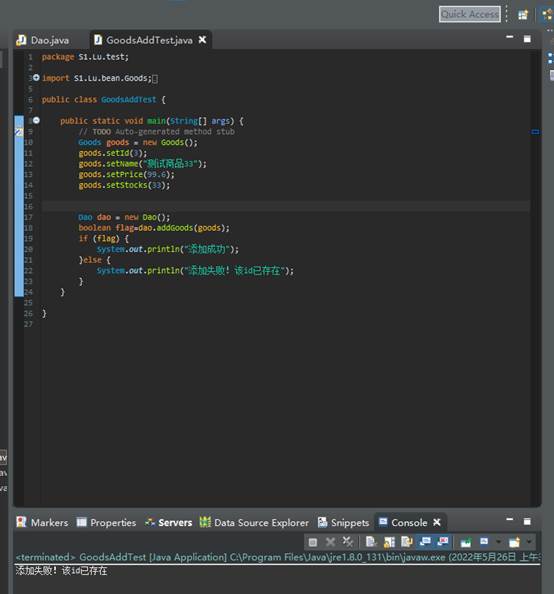 Quick Access
Dao.java
GoodsAddTest.java
1 package S1.Lu.test;
2
3 import S1.Lu.bean.Goods;
5
6 public class GoodsAddTest {
7
8 public static void main(String[] args) {
9 // TODO Auto-generated method stub
10 Goods goods = new Goods();
11 goods.setId(3);
12 goods.setName("测试商品33");
13 goods.setPrice(99.6);
14 goods.setStocks(33);
15
16
17 Dao dao = new Dao();
18 boolean flag=dao.addGoods(goods);
19 if (flag) {
20 System.out.println("添加成功");
21 }else {
22 System.out.println("添加失败！该id已存在");
23 }
24 }
25
26 }
27
Markers Properties Servers Data Source Explorer Snippets Console
<terminated> GoodsAddTest [Java Application] C:\Program Files\Java\jre1.8.0_131\bin\javaw.exe (2022年5月26日 上午
添加失败！该id已存在